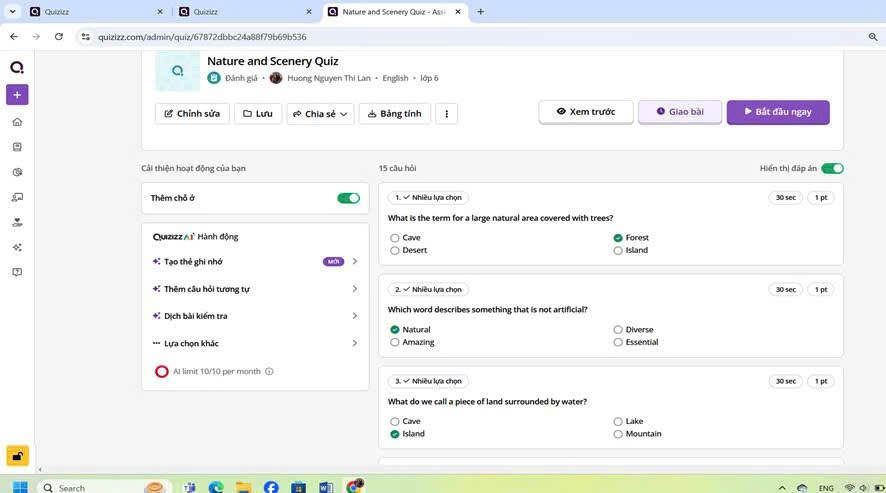 Quizizz
Quizizz
Nature and Scenery Quiz - Ass
quizizz.com/admin/quiz/67872dbbc24a88f79b69b536
Nature and Scenery Quiz
Đánh giá • Huong Nguyen Thi Lan • English • lớp 6
Chỉnh sửa
Lưu
Chia sẻ
Bảng tính
Xem trước
Giao bài
Bắt đầu ngay
Cải thiện hoạt động của bạn
15 câu hỏi
Hiển thị đáp án
Thêm chỗ ở
Quizizz AI Hành động
Tạo thẻ ghi nhớ
MỚI
Thêm câu hỏi tương tự
Dịch bài kiểm tra
Lựa chọn khác
AI limit 10/10 per month
1. Nhiều lựa chọn
30 sec
1 pt
What is the term for a large natural area covered with trees?
Cave
Forest
Desert
Island
2. Nhiều lựa chọn
30 sec
1 pt
Which word describes something that is not artificial?
Natural
Diverse
Amazing
Essential
3. Nhiều lựa chọn
30 sec
1 pt
What do we call a piece of land surrounded by water?
Cave
Lake
Island
Mountain
Search
ENG